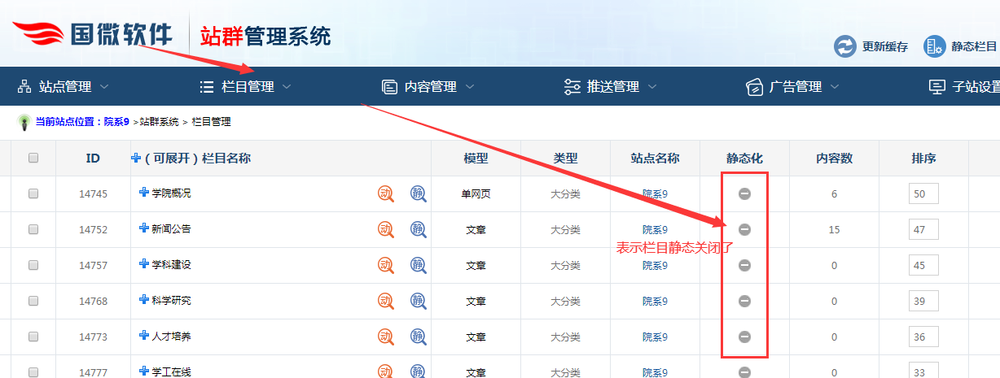 国微软件 站群管理系统
更新缓存 静态栏目
站点管理 栏目管理 内容管理 推送管理 广告管理 子站设置
当前站点位置：院系9 >站群系统 > 栏目管理
ID （可展开）栏目名称 模型 类型 站点名称 静态化 内容数 排序
14745 学院概况 动 静 单网页 大分类 院系9 6 50
14752 新闻公告 动 静 文章 大分类 院系9 15 47
表示栏目静态关闭了
14757 学科建设 动 静 文章 大分类 院系9 0 45
14768 科学研究 动 静 文章 大分类 院系9 0 39
14773 人才培养 动 静 文章 大分类 院系9 0 36
14777 学工在线 动 静 文章 大分类 院系9 0 33